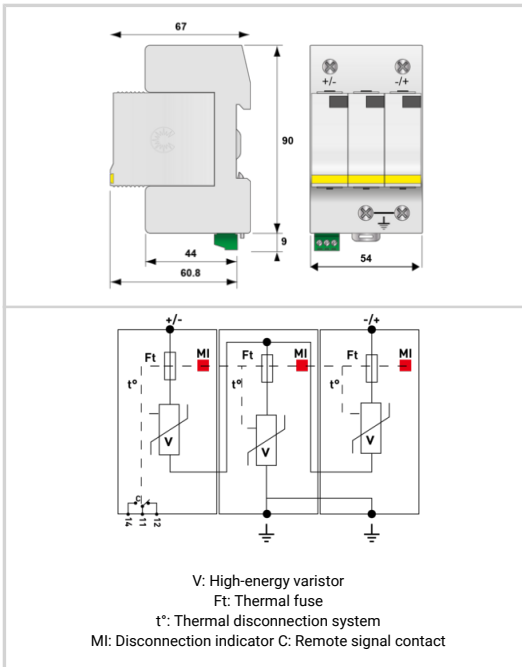 67
+/-
-/+
90
9
44
60.8
54
+/-
-/+
Ft
MI
Ft
MI
Ft
MI
t°
t°
t°
V
V
V
C
14
11
12
V: High-energy varistor
Ft: Thermal fuse
t°: Thermal disconnection system
MI: Disconnection indicator C: Remote signal contact